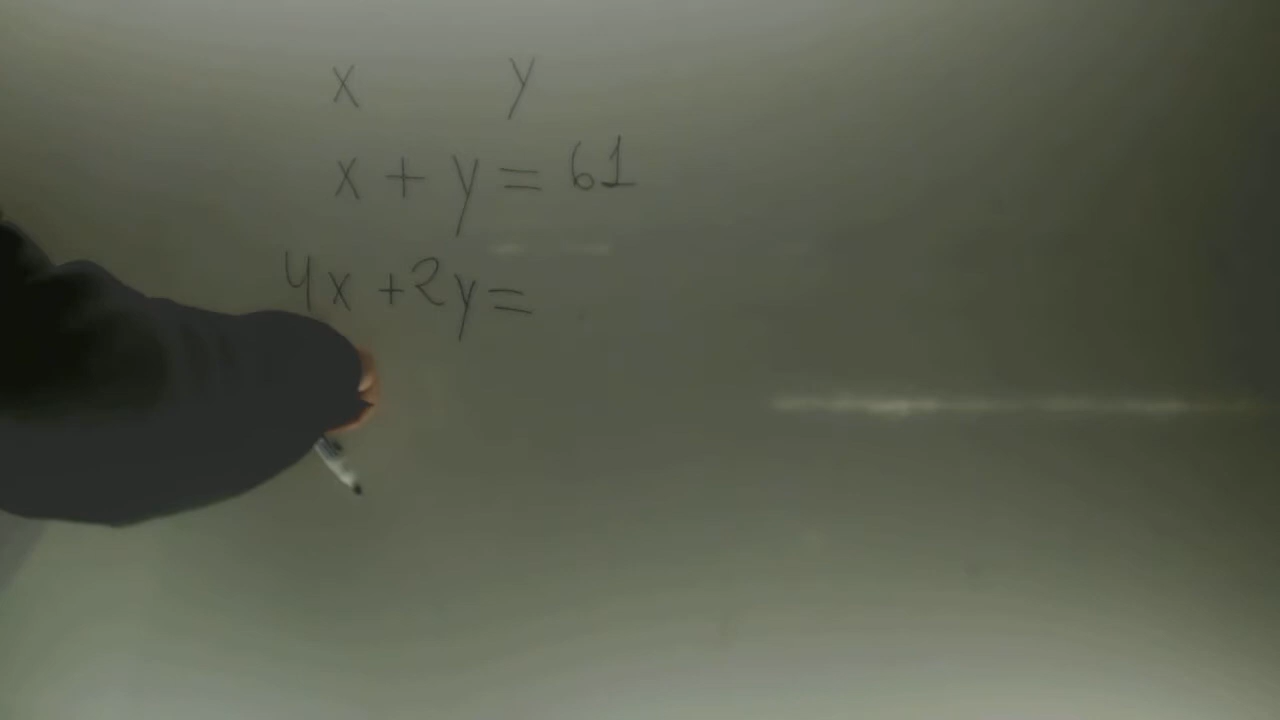 x y
x + y = 61
4x + 2y =